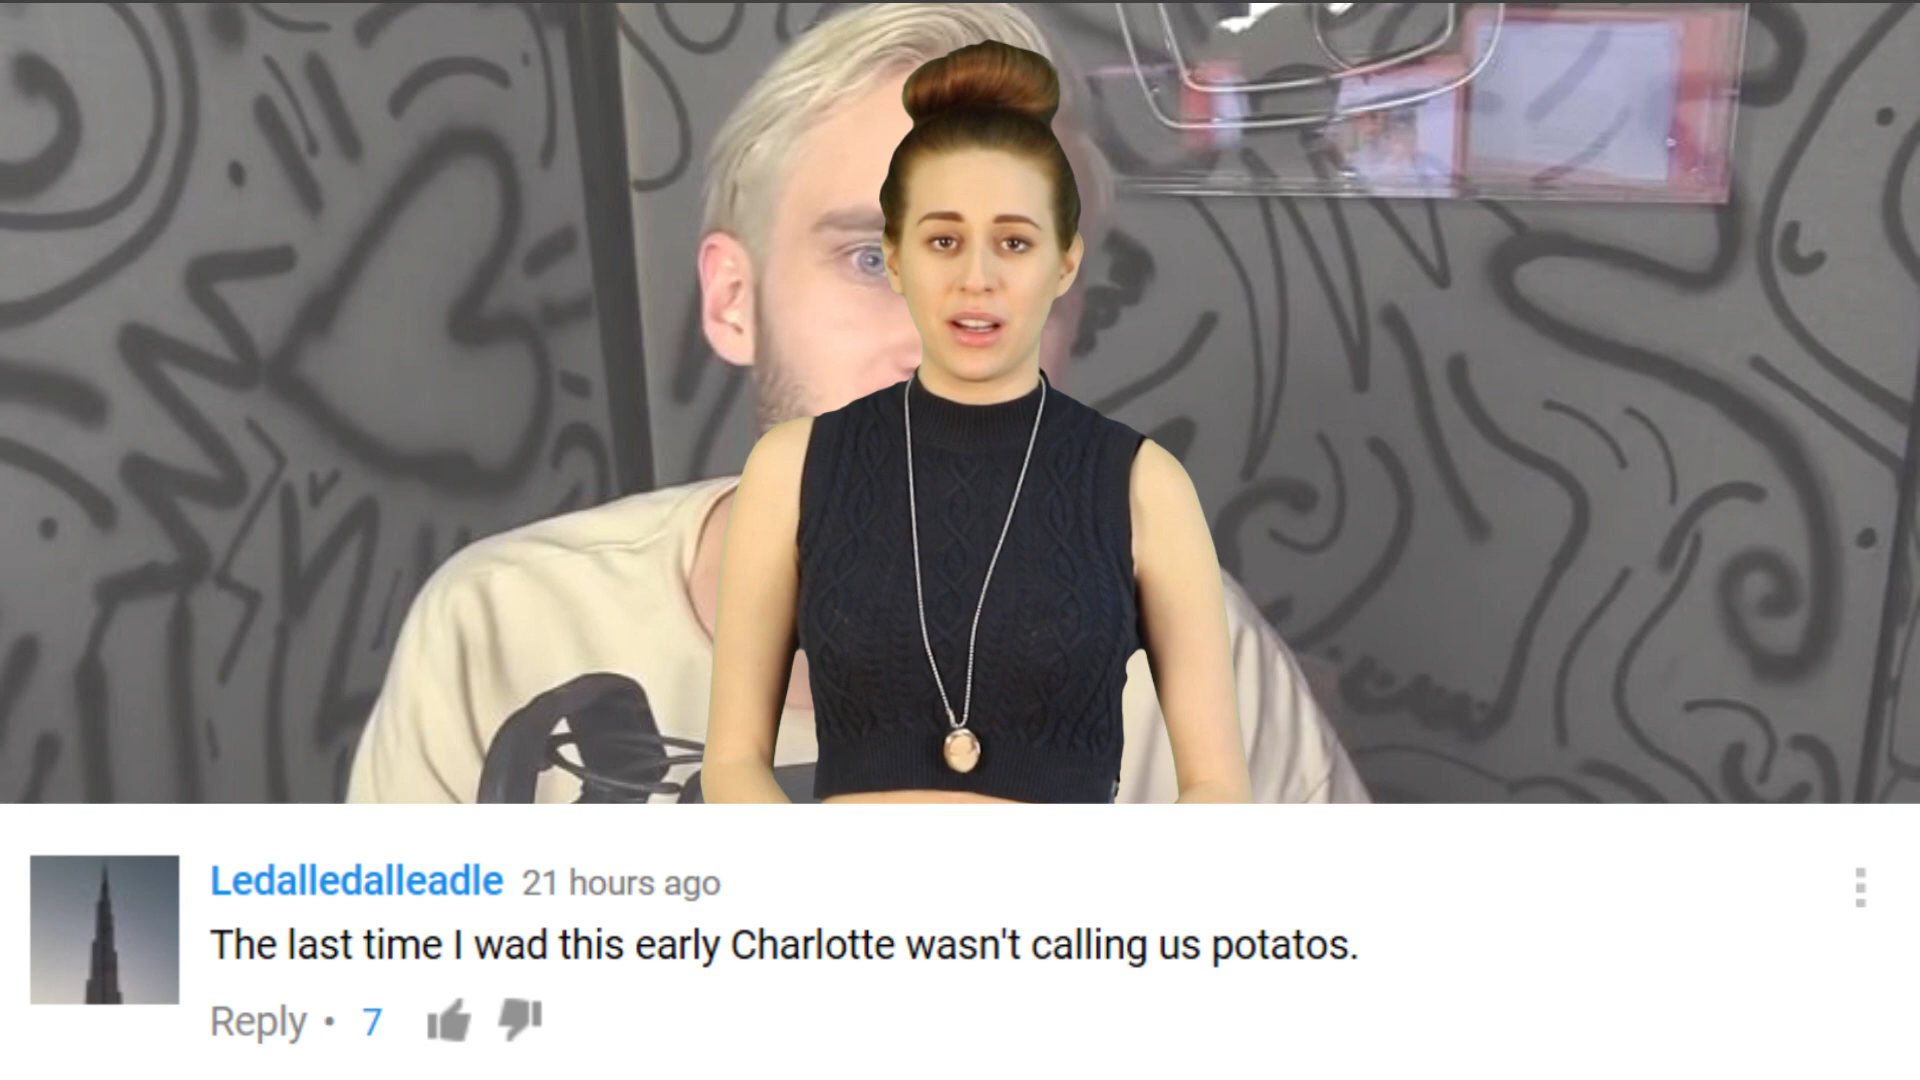 Ledalledalleadle 21 hours ago
The last time I wad this early Charlotte wasn't calling us potatos.
Reply • 7